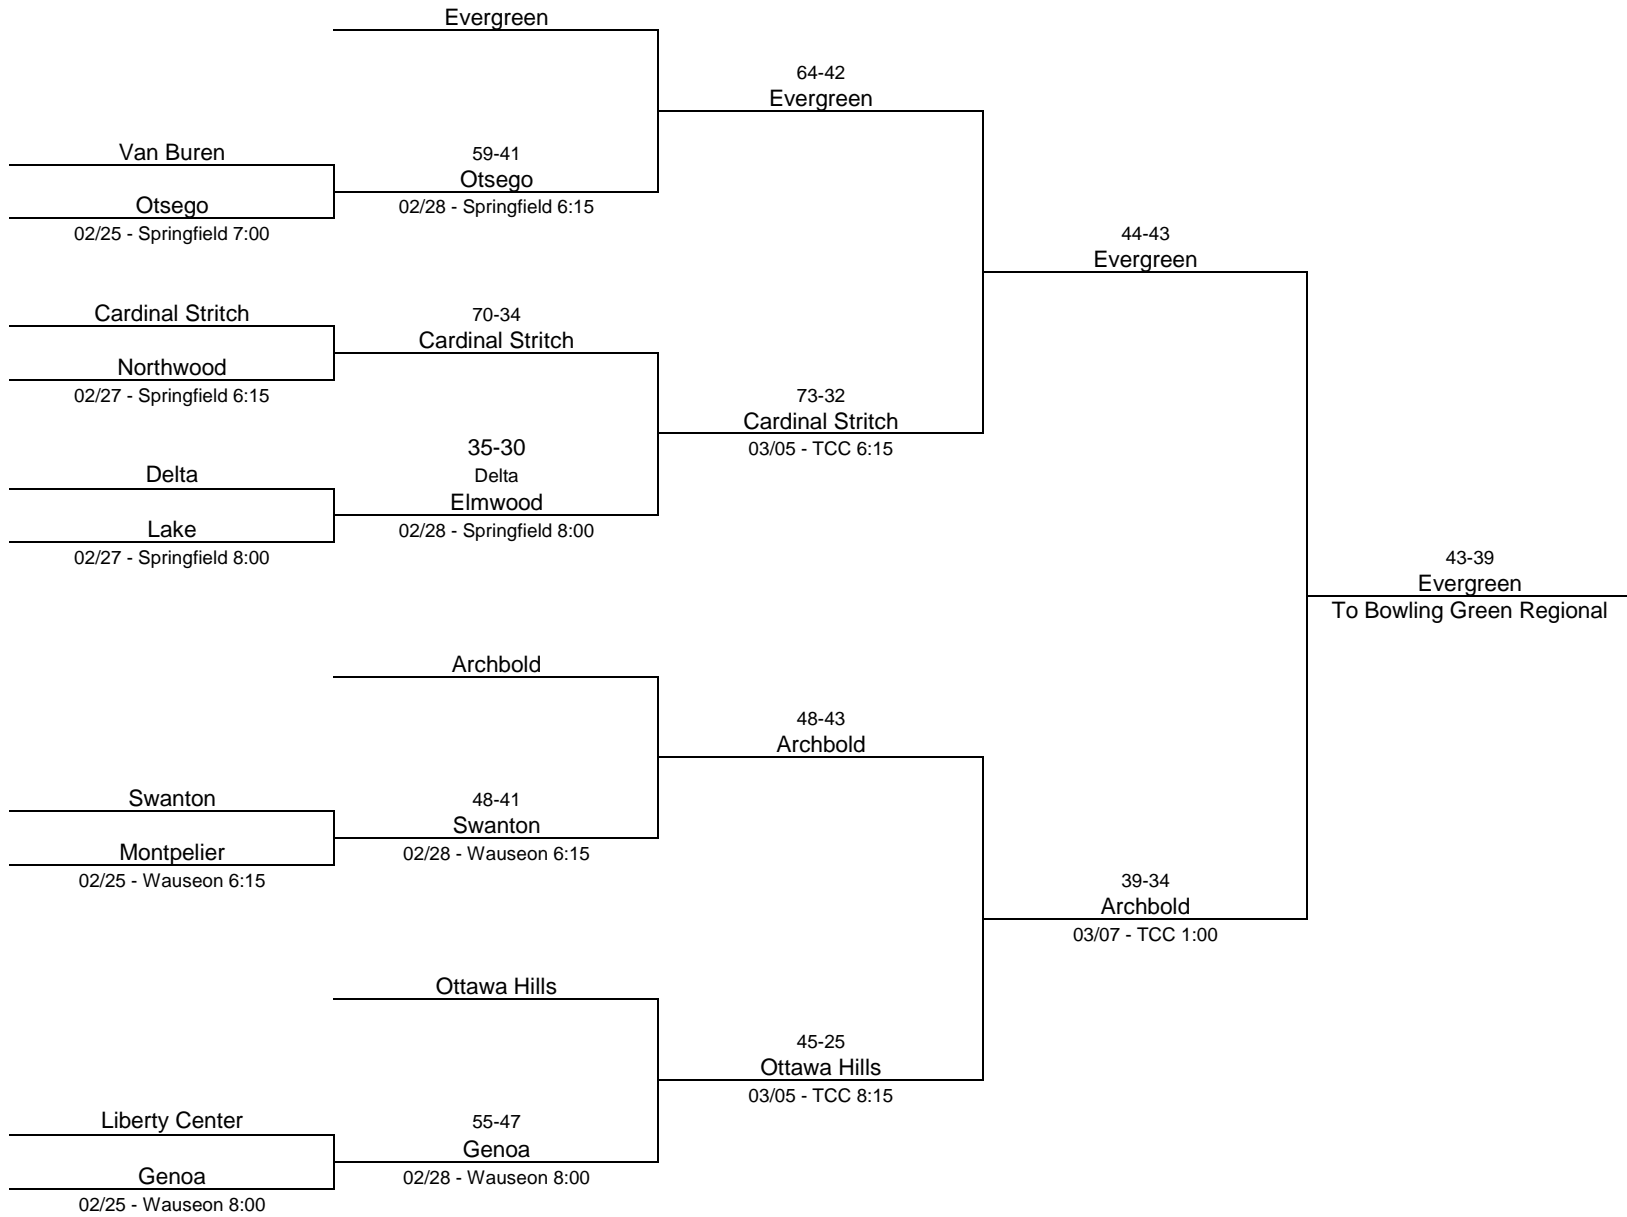 Evergreen
64-42
Evergreen
Van Buren
59-41
Otsego
Otsego
02/28 - Springfield 6:15
02/25 - Springfield 7:00
44-43
Evergreen
Cardinal Stritch
70-34
Cardinal Stritch
Northwood
02/27 - Springfield 6:15
73-32
Cardinal Stritch
03/05 - TCC 6:15
35-30
Delta
Delta
Elmwood
Lake
02/28 - Springfield 8:00
02/27 - Springfield 8:00
43-39
Evergreen
To Bowling Green Regional
Archbold
48-43
Archbold
Swanton
48-41
Swanton
Montpelier
02/28 - Wauseon 6:15
02/25 - Wauseon 6:15
39-34
Archbold
03/07 - TCC 1:00
Ottawa Hills
45-25
Ottawa Hills
03/05 - TCC 8:15
Liberty Center
55-47
Genoa
Genoa
02/28 - Wauseon 8:00
02/25 - Wauseon 8:00